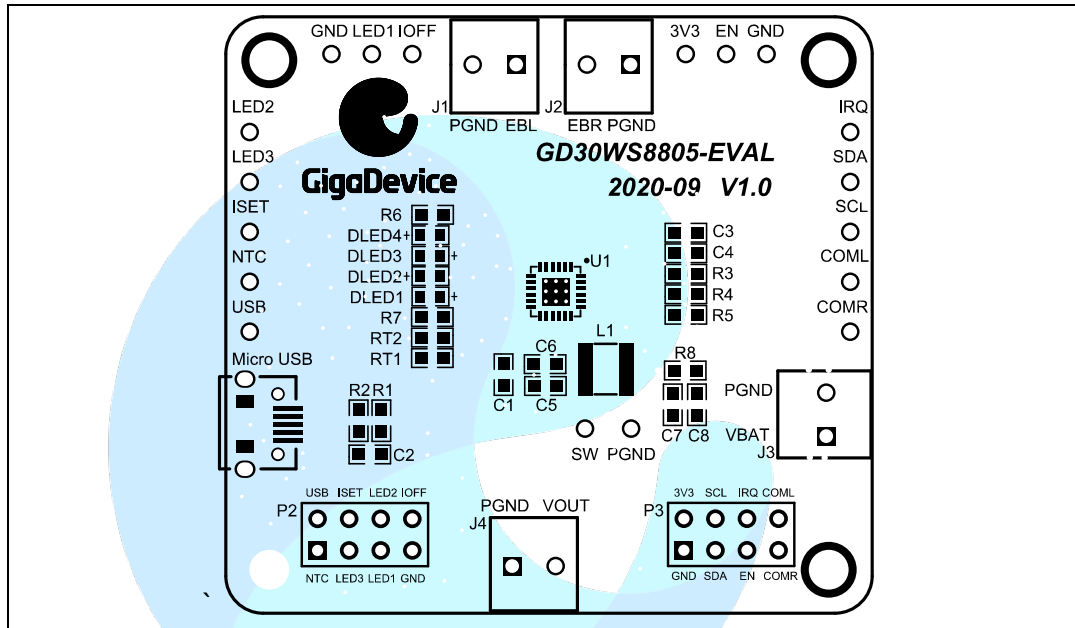 GND LED1 IOFF
3V3 EN GND
J1
J2
PGND EBL
EBR PGND
LED2
LED3
ISET
NTC
USB
Micro USB
GigaDevice
GD30WS8805-EVAL
2020-09 V1.0
IRQ
SDA
SCL
COML
COMR
R6
DLED4+
DLED3 +
DLED2+
DLED1 +
R7
RT2
RT1
U1
C3
C4
R3
R4
R5
L1
C6
C1
C5
R8
C7 C8
R2 R1
C2
SW PGND
PGND
VBAT
J3
P2
USB ISET LED2 IOFF
NTC LED3 LED1 GND
PGND VOUT
J4
P3
3V3 SCL IRQ COML
GND SDA EN COMR